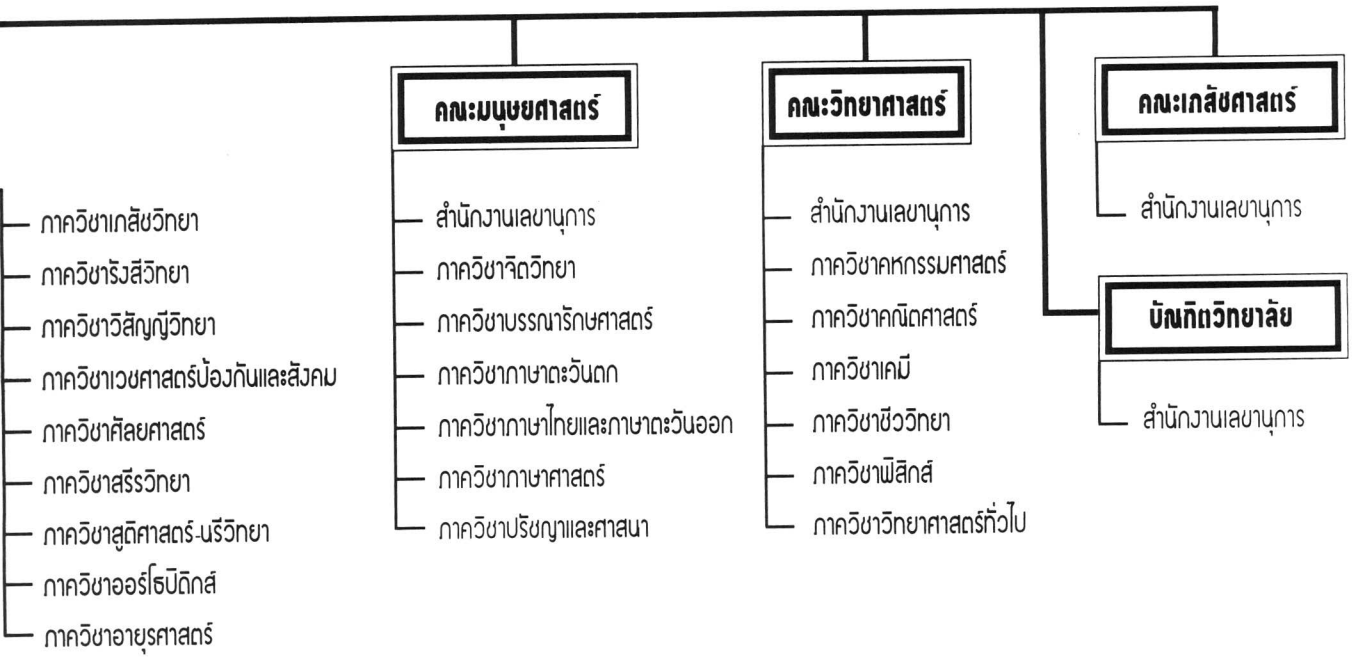 คณะมนุษยศาสตร์
คณะวิทยาศาสตร์
คณะเภสัชศาสตร์
ภาควิชาเภสัชวิทยา
ภาควิชารังสีวิทยา
ภาควิชาวิสัญญีวิทยา
ภาควิชาเวชศาสตร์ป้องกันและสังคม
ภาควิชาศัลยศาสตร์
ภาควิชาสรีรวิทยา
ภาควิชาสูติศาสตร์-นรีวิทยา
ภาควิชาออร์โธปิดิกส์
ภาควิชาอายุรศาสตร์
สำนักงานเลขานุการ
ภาควิชาจิตวิทยา
ภาควิชาบรรณารักษศาสตร์
ภาควิชาภาษาตะวันตก
ภาควิชาภาษาไทยและภาษาตะวันออก
ภาควิชาภาษาศาสตร์
ภาควิชาปรัชญาและศาสนา
สำนักงานเลขานุการ
ภาควิชาคหกรรมศาสตร์
ภาควิชาคณิตศาสตร์
ภาควิชาเคมี
ภาควิชาชีววิทยา
ภาควิชาฟิสิกส์
ภาควิชาวิทยาศาสตร์ทั่วไป
สำนักงานเลขานุการ
บัณฑิตวิทยาลัย
สำนักงานเลขานุการ